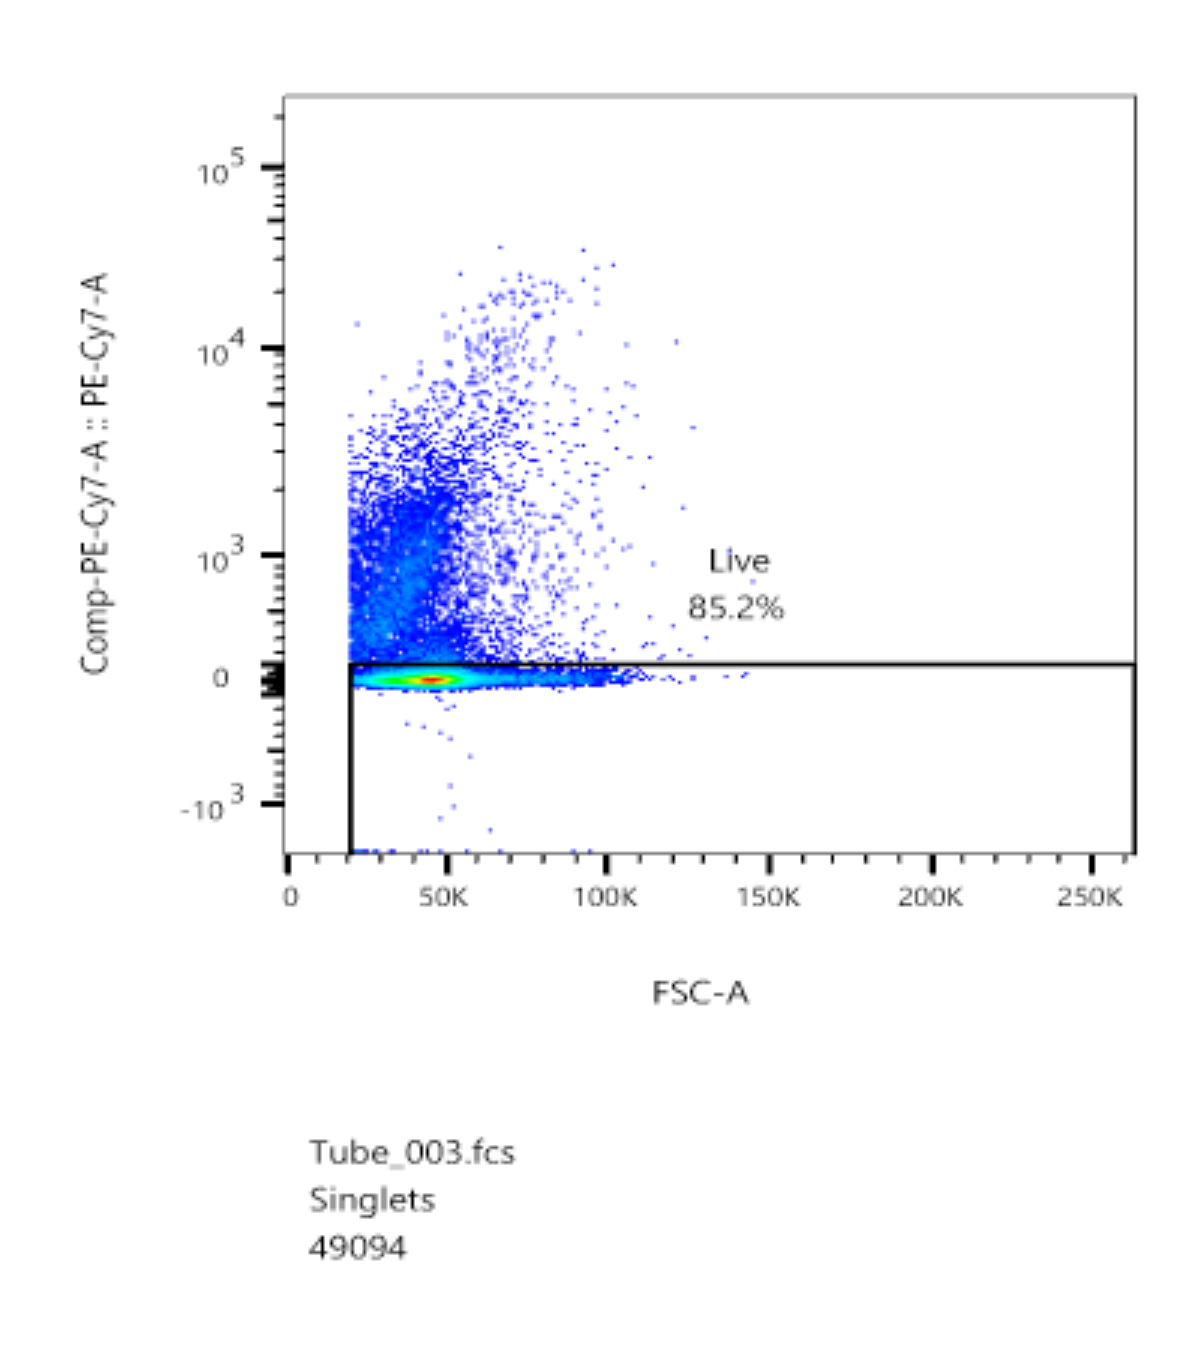 10^5
10^4
10^3
0
-10^3
Comp-PE-Cy7-A :: PE-Cy7-A
Live
85.2%
0 50K 100K 150K 200K 250K
FSC-A
Tube_003.fcs
Singlets
49094